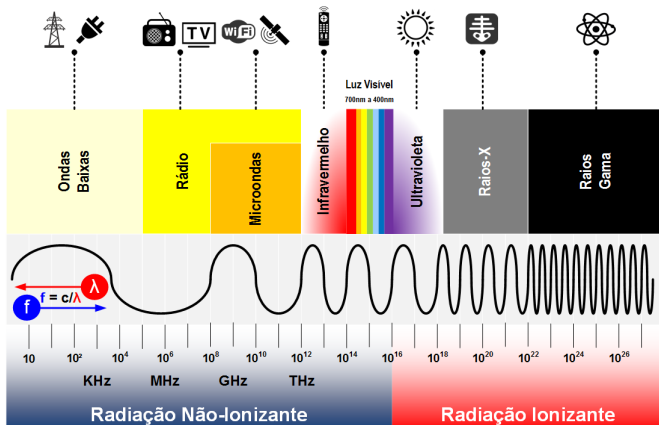 TV
WiFi
Luz Visível
700nm a 400nm
Ondas
Baixas
Rádio
Microondas
Infravermelho
Ultravioleta
Raios-X
Raios
Gama
λ
f = c/λ
f
10 10² 10⁴ 10⁶ 10⁸ 10¹⁰ 10¹² 10¹⁴ 10¹⁶ 10¹⁸ 10²⁰ 10²² 10²⁴ 10²⁶
KHz MHz GHz THz
Radiação Não-Ionizante Radiação Ionizante